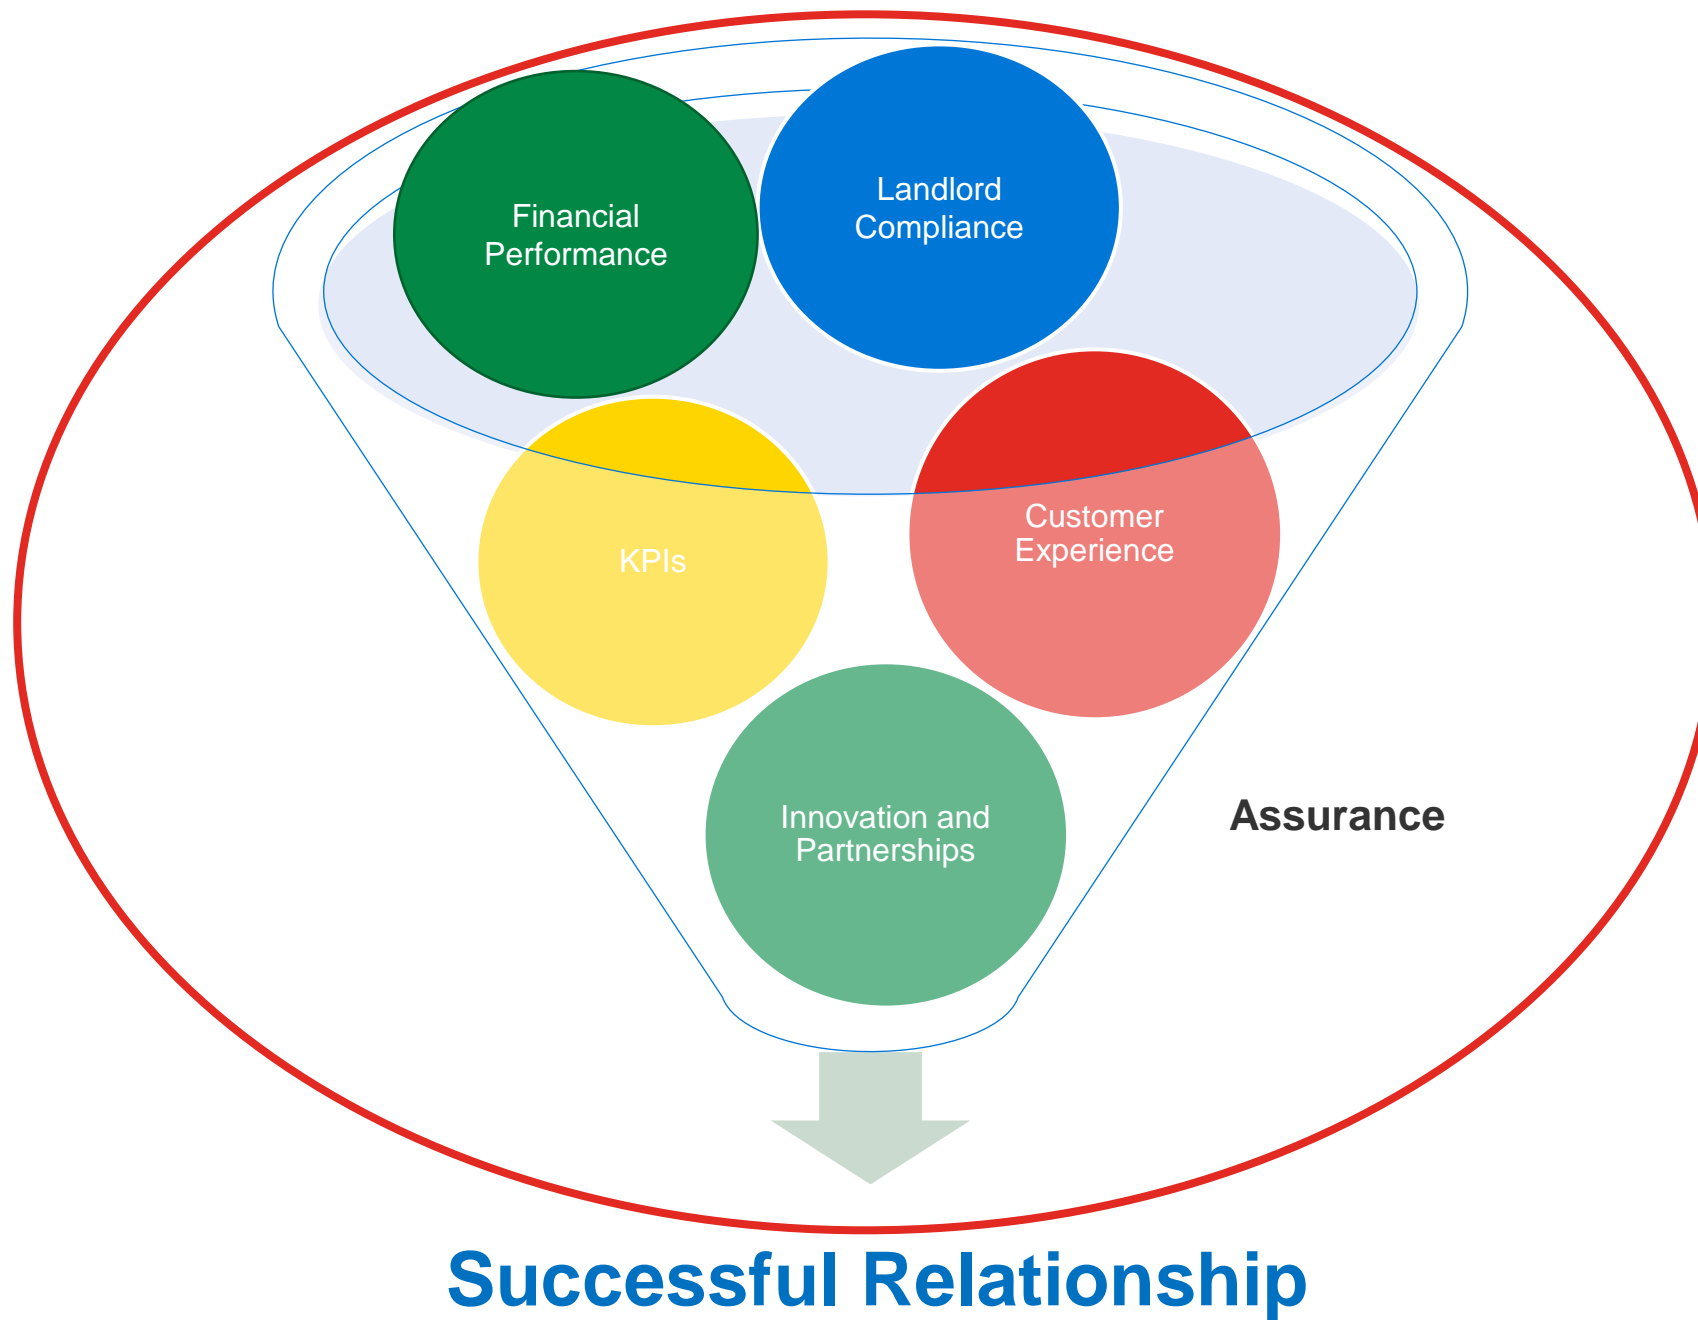 Financial
Performance
Landlord
Compliance
KPIs
Customer
Experience
Innovation and
Partnerships
Assurance
Successful Relationship